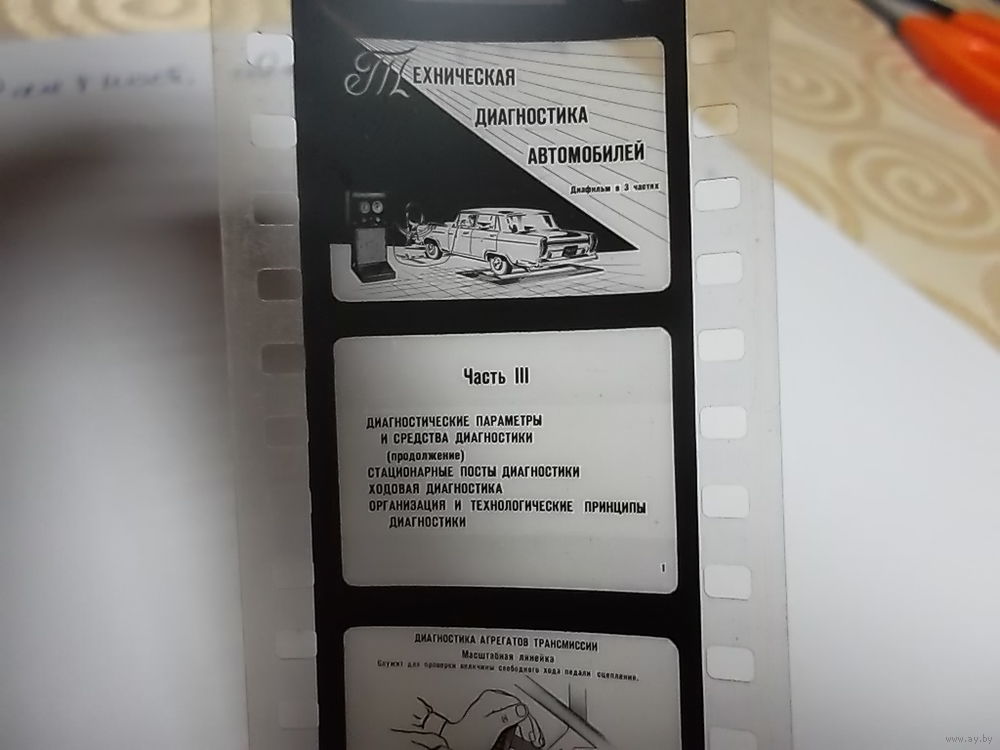 Техническая
ДИАГНОСТИКА
АВТОМОБИЛЕЙ
Диафильм в 3 частях
Часть III
ДИАГНОСТИЧЕСКИЕ ПАРАМЕТРЫ
И СРЕДСТВА ДИАГНОСТИКИ
(продолжение)
СТАЦИОНАРНЫЕ ПОСТЫ ДИАГНОСТИКИ
ХОДОВАЯ ДИАГНОСТИКА
ОРГАНИЗАЦИЯ И ТЕХНОЛОГИЧЕСКИЕ ПРИНЦИПЫ
ДИАГНОСТИКИ
1
ДИАГНОСТИКА АГРЕГАТОВ ТРАНСМИССИИ
Масштабная линейка
Служит для проверки величины свободного хода педали сцепления.
www.ay.by